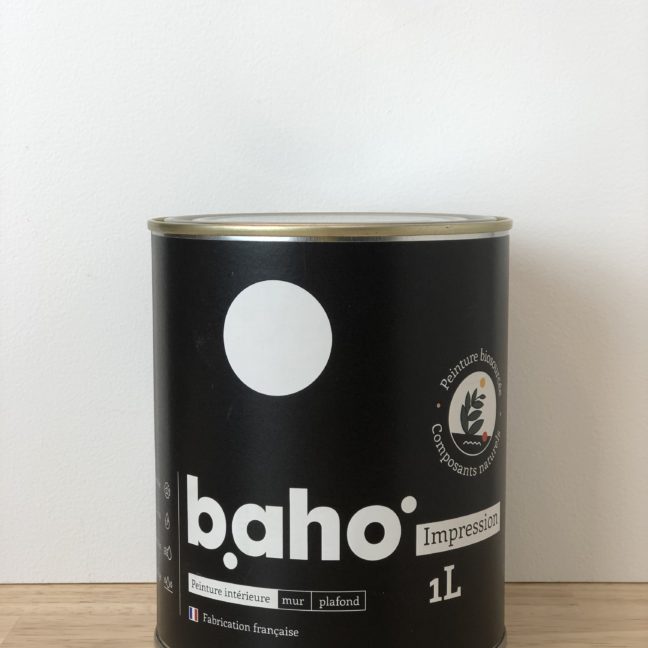 Peinture biosourcée
Composants naturels
baho
Impression
1L
Peinture intérieure mur plafond
Fabrication française